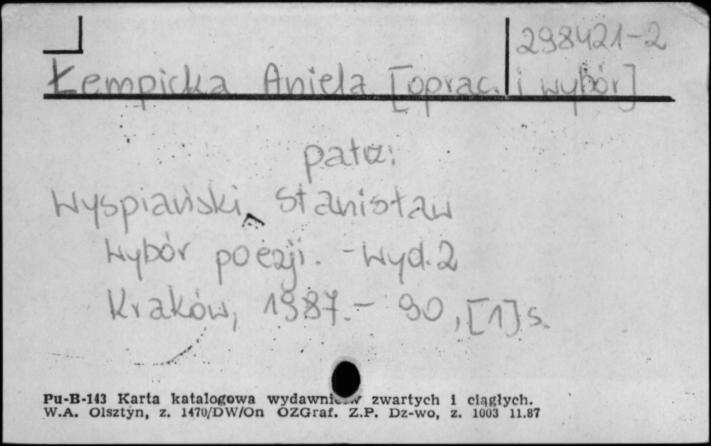 298421-2
Łempicka Aniela [oprac. i wybór]
patrz:
Wyspiański, Stanisław
Wybór poezji. - Wyd. 2
Kraków, 1987. - 90, [1] s.
Pu-B-143 Karta katalogowa wydawnictw zwartych i ciągłych.
W.A. Olsztyn, z. 1470/DW/On OZGraf. Z.P. Dz-wo, z. 1003 11.87